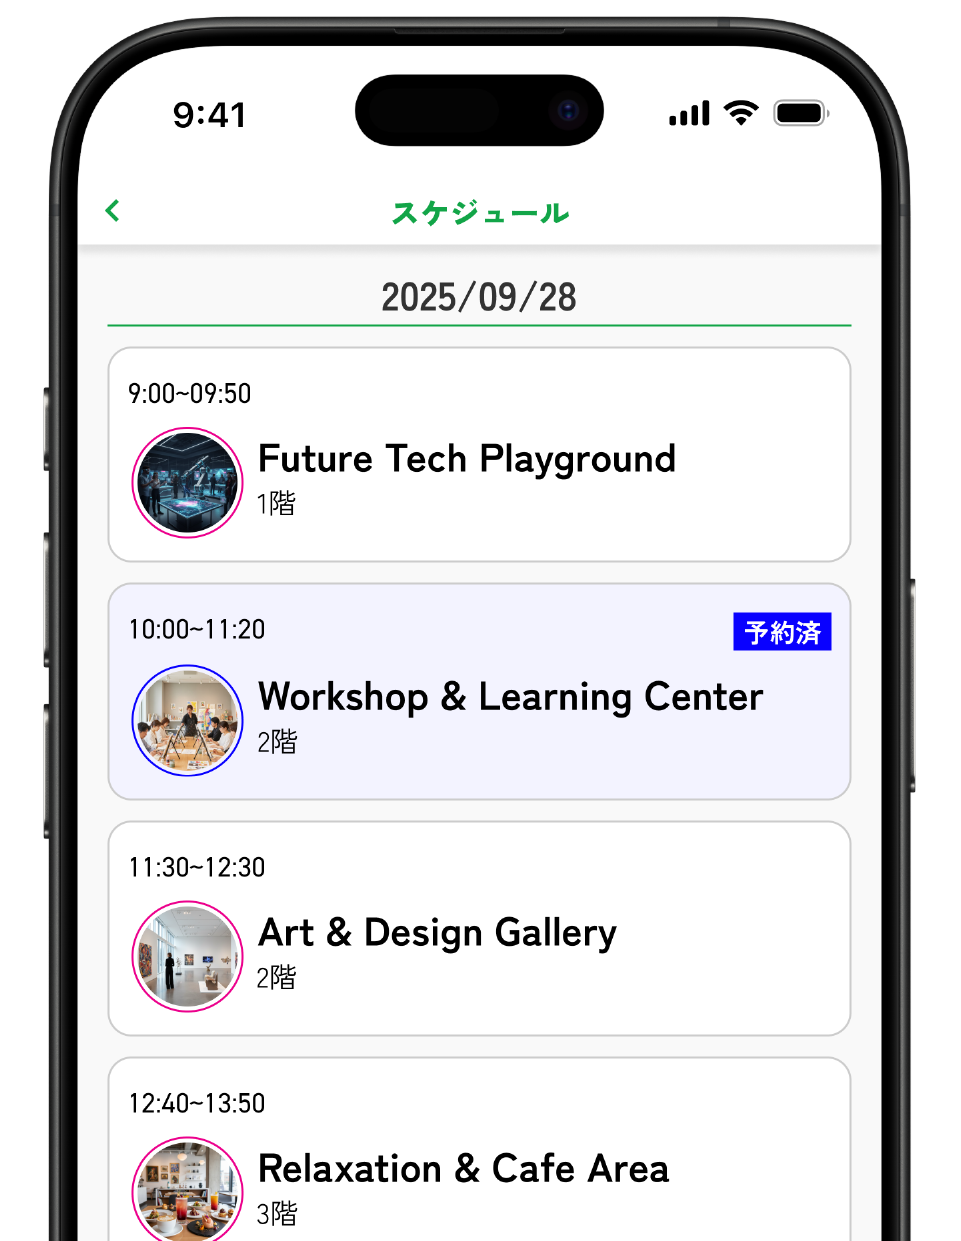 9:41
スケジュール
2025/09/28
9:00~09:50
Future Tech Playground
1階
10:00~11:20
予約済
Workshop & Learning Center
2階
11:30~12:30
Art & Design Gallery
2階
12:40~13:50
Relaxation & Cafe Area
3階